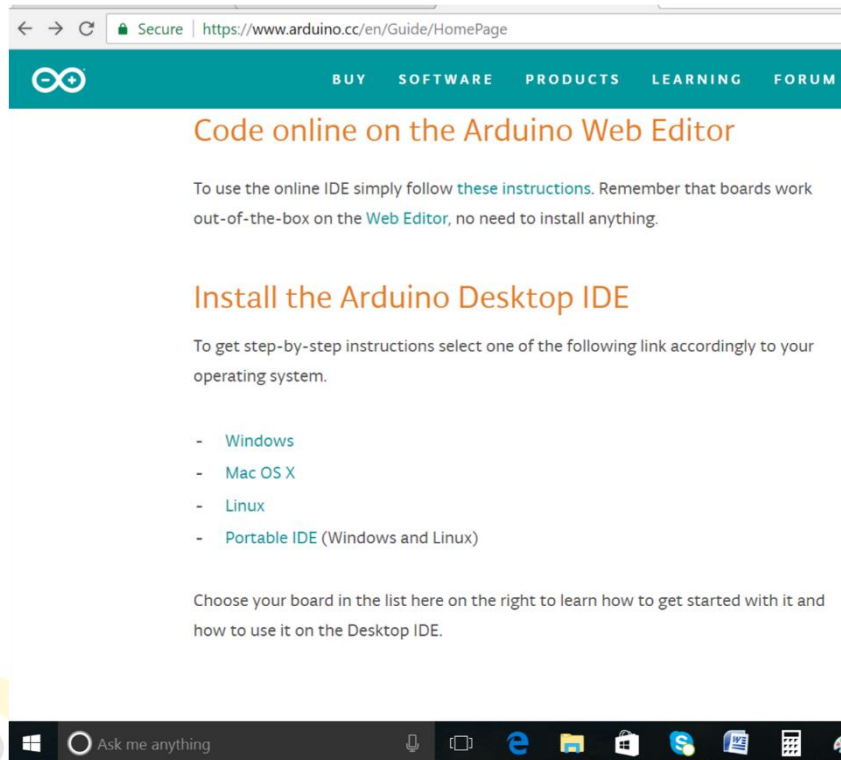 Secure | https://www.arduino.cc/en/Guide/HomePage
BUY SOFTWARE PRODUCTS LEARNING FORUM
Code online on the Arduino Web Editor
To use the online IDE simply follow these instructions. Remember that boards work
out-of-the-box on the Web Editor, no need to install anything.
Install the Arduino Desktop IDE
To get step-by-step instructions select one of the following link accordingly to your
operating system.
- Windows
- Mac OS X
- Linux
- Portable IDE (Windows and Linux)
Choose your board in the list here on the right to learn how to get started with it and
how to use it on the Desktop IDE.
Ask me anything